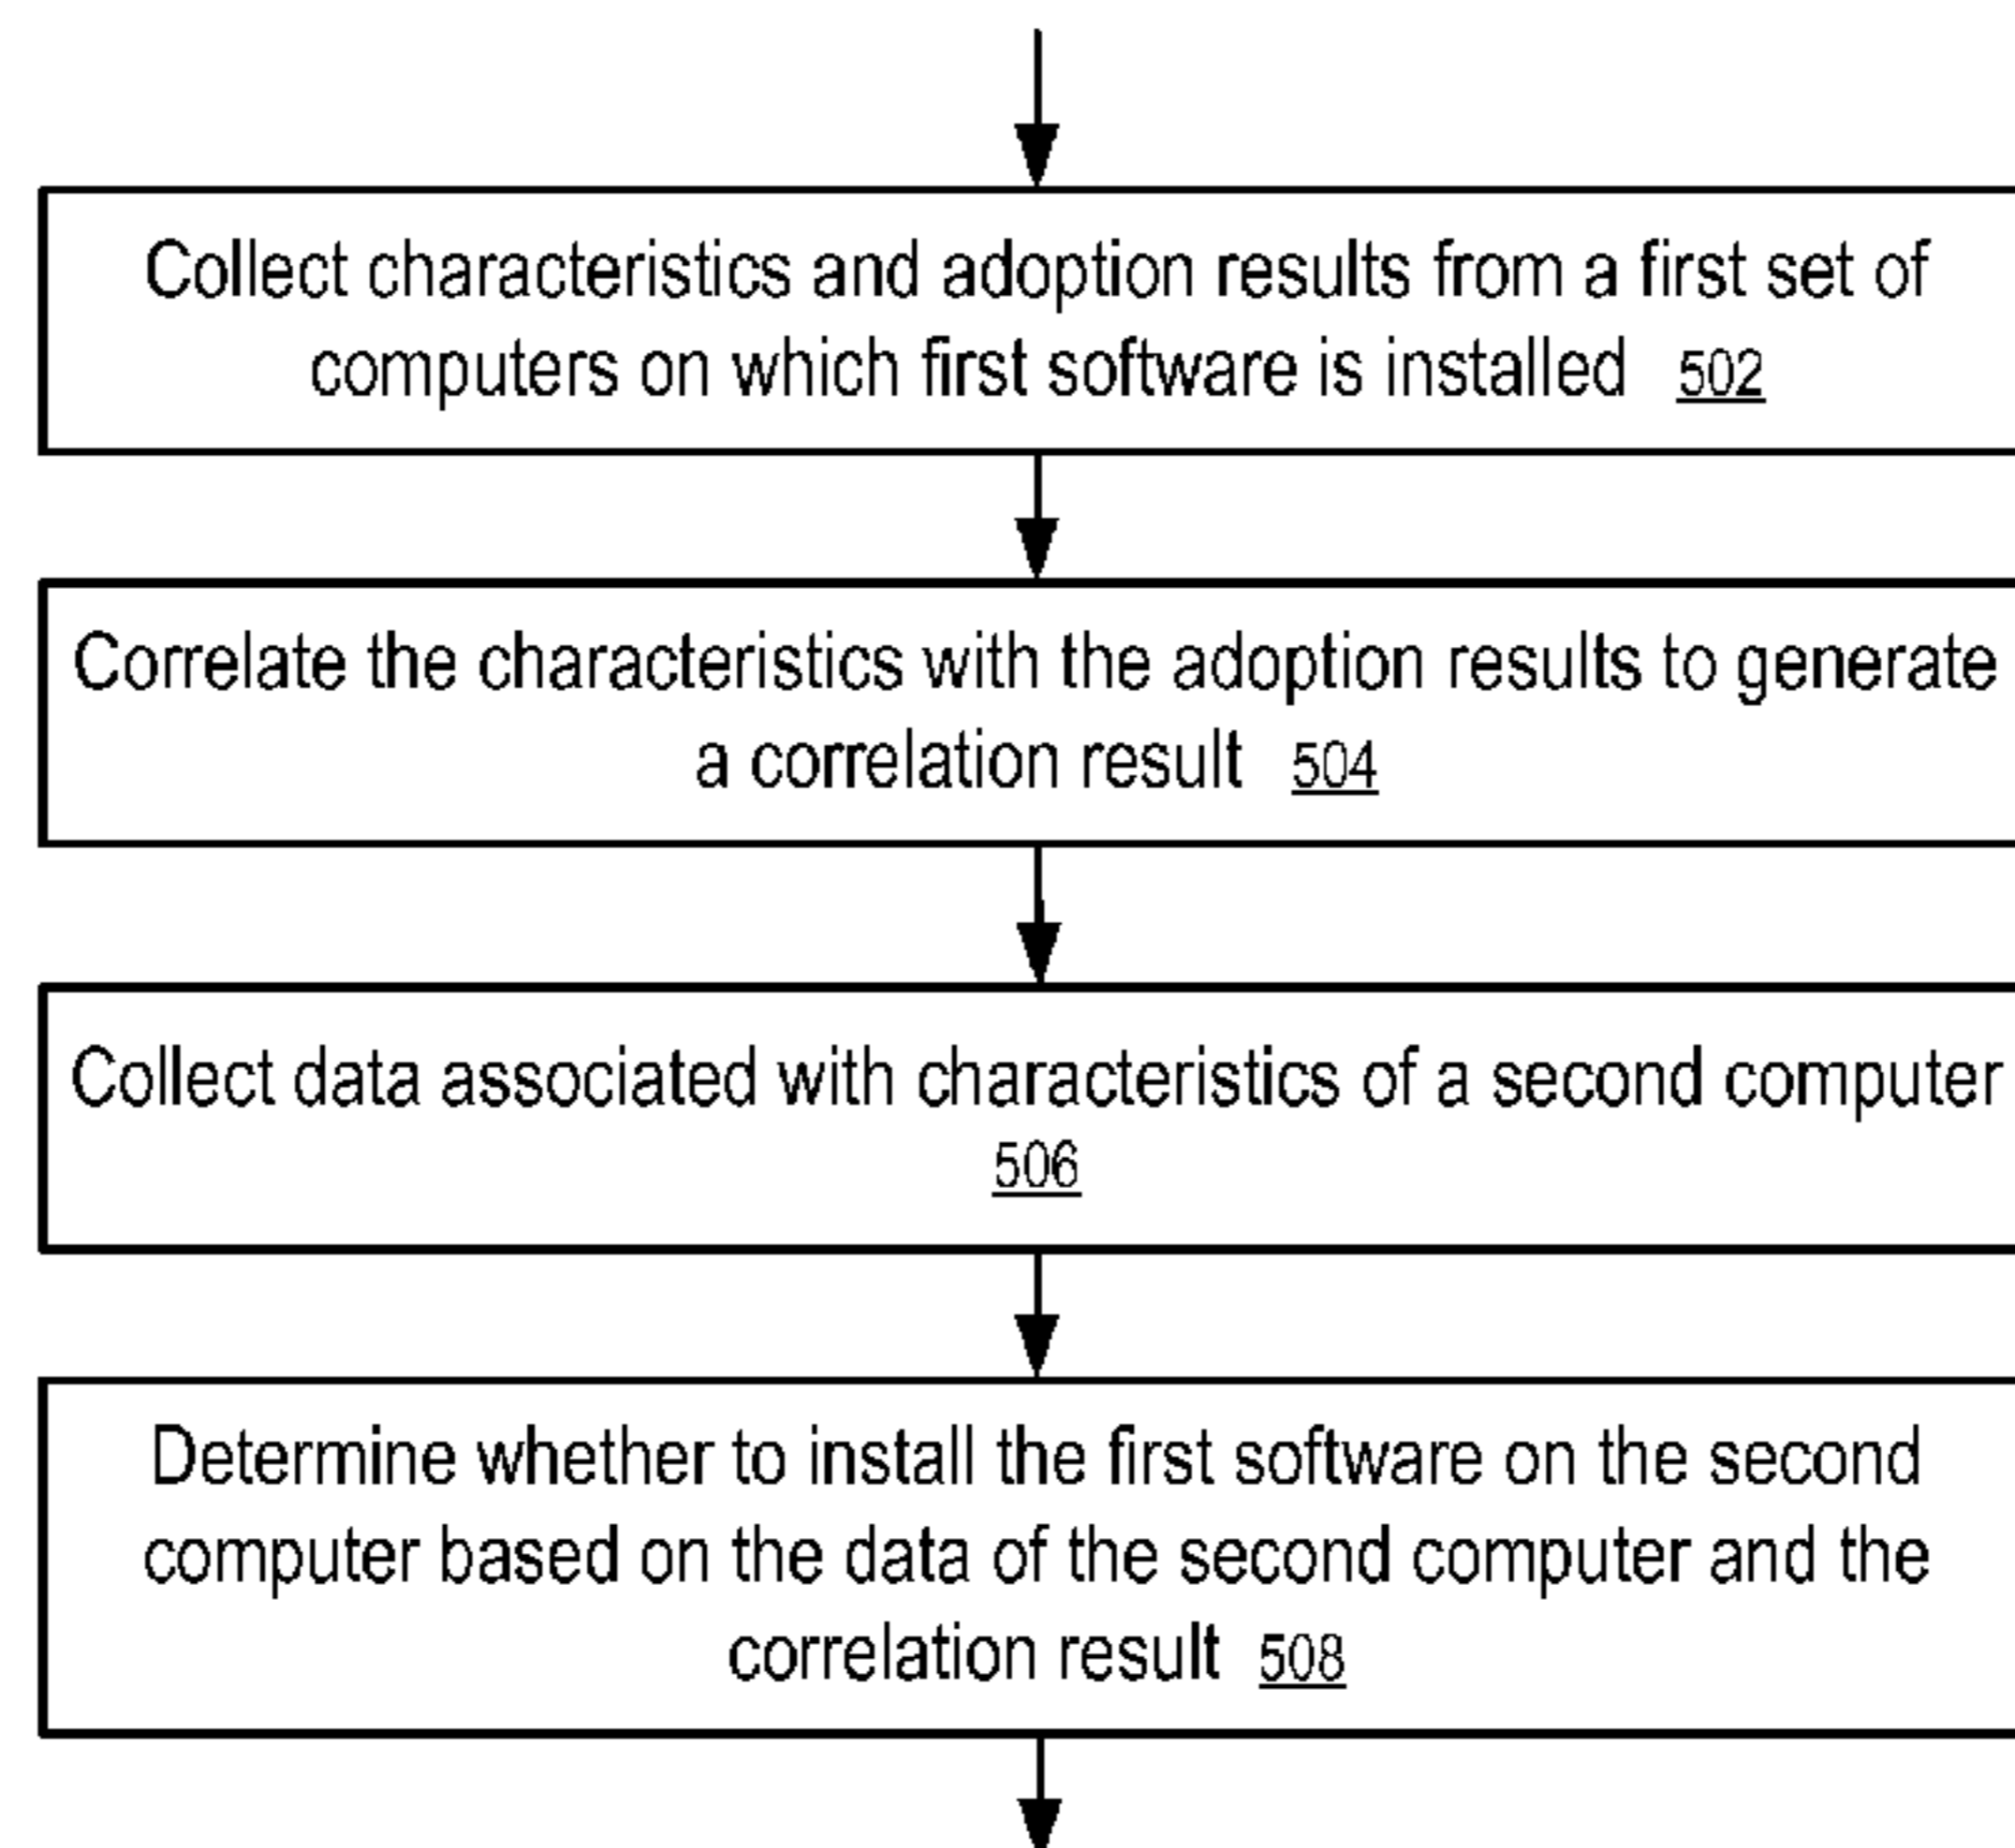 Collect characteristics and adoption results from a first set of
computers on which first software is installed 502
Correlate the characteristics with the adoption results to generate
a correlation result 504
Collect data associated with characteristics of a second computer
506
Determine whether to install the first software on the second
computer based on the data of the second computer and the
correlation result 508